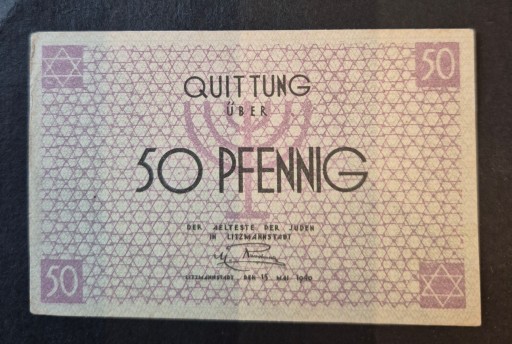 50
QUITTUNG
ÜBER
50 PFENNIG
DER AELTESTE DER JUDEN
IN LITZMANNSTADT
LITZMANNSTADT, DEN 15. MAI 1940
50